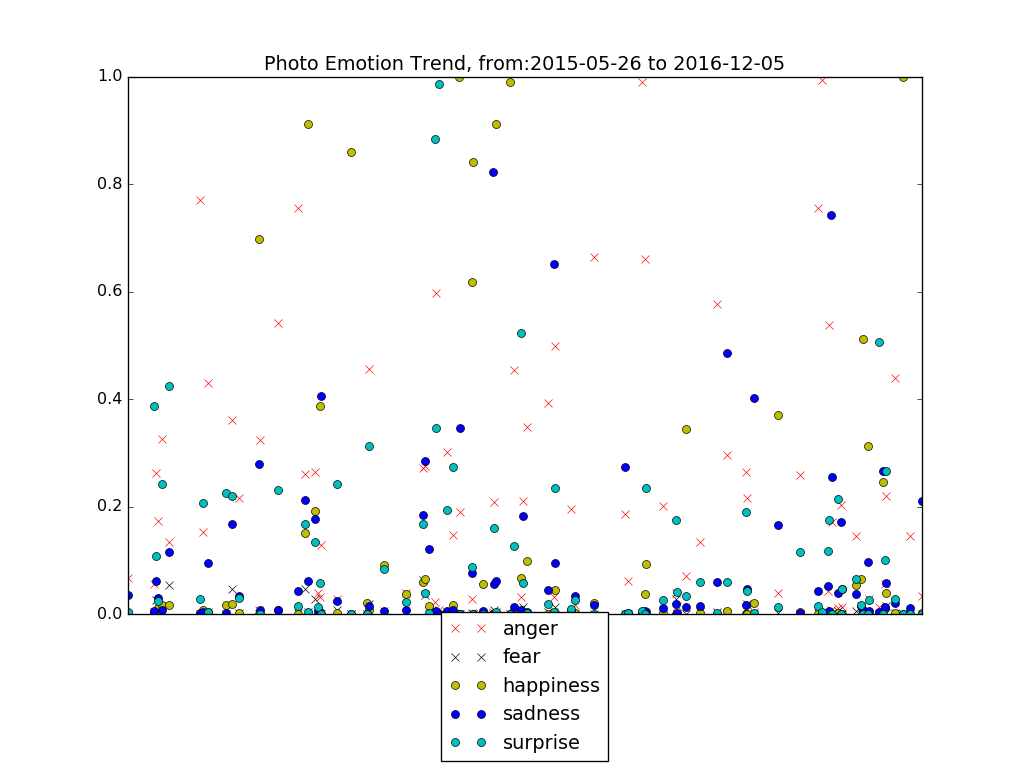 Photo Emotion Trend, from:2015-05-26 to 2016-12-05
1.0
0.8
0.6
0.4
0.2
0.0
anger
fear
happiness
sadness
surprise